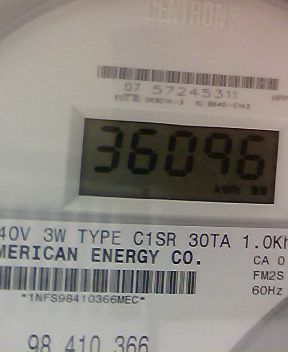 CENTRON®
07 57245311
36096
kWh
40V 3W TYPE C1SR 30TA 1.0Kh
MERICAN ENERGY CO.
CA 0
FM2S
60Hz
*1NFS98410366MEC*
98 410 366